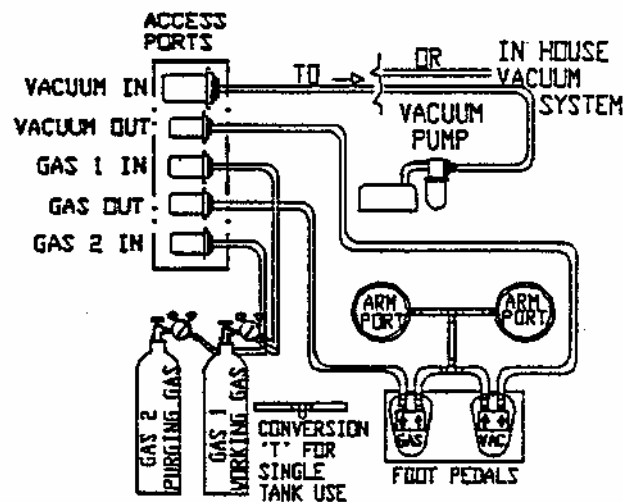 ACCESS
PORTS
VACUUM IN
VACUUM OUT
GAS 1 IN
GAS OUT
GAS 2 IN
TO
OR
IN HOUSE
VACUUM
SYSTEM
VACUUM
PUMP
ARM
PORT
ARM
PORT
GAS 2
PURGING GAS
GAS 1
WORKING GAS
CONVERSION
"T" FOR
SINGLE
TANK USE
GAS
VAC
FOOT PEDALS